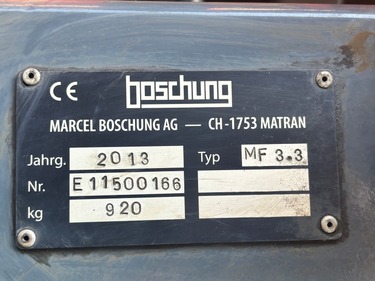 CE boschung
MARCEL BOSCHUNG AG — CH-1753 MATRAN
Jahrg. 2013 Typ MF 3.3
Nr. E11500166
kg 920